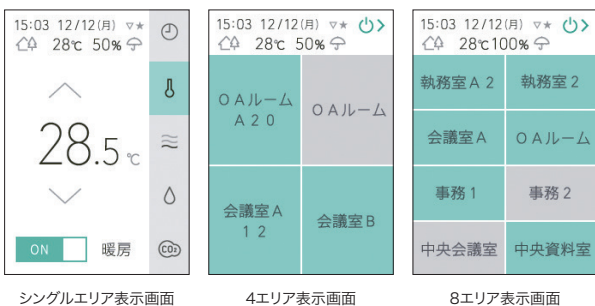 15:03 12/12(月)
28℃ 50%
28.5℃
ON 暖房
CO₂
シングルエリア表示画面
15:03 12/12(月)
28℃ 50%
OAルーム
A20
OAルーム
会議室A
12
会議室B
4エリア表示画面
15:03 12/12(月)
28℃100%
執務室A2 執務室2
会議室A OAルーム
事務1 事務2
中央会議室 中央資料室
8エリア表示画面